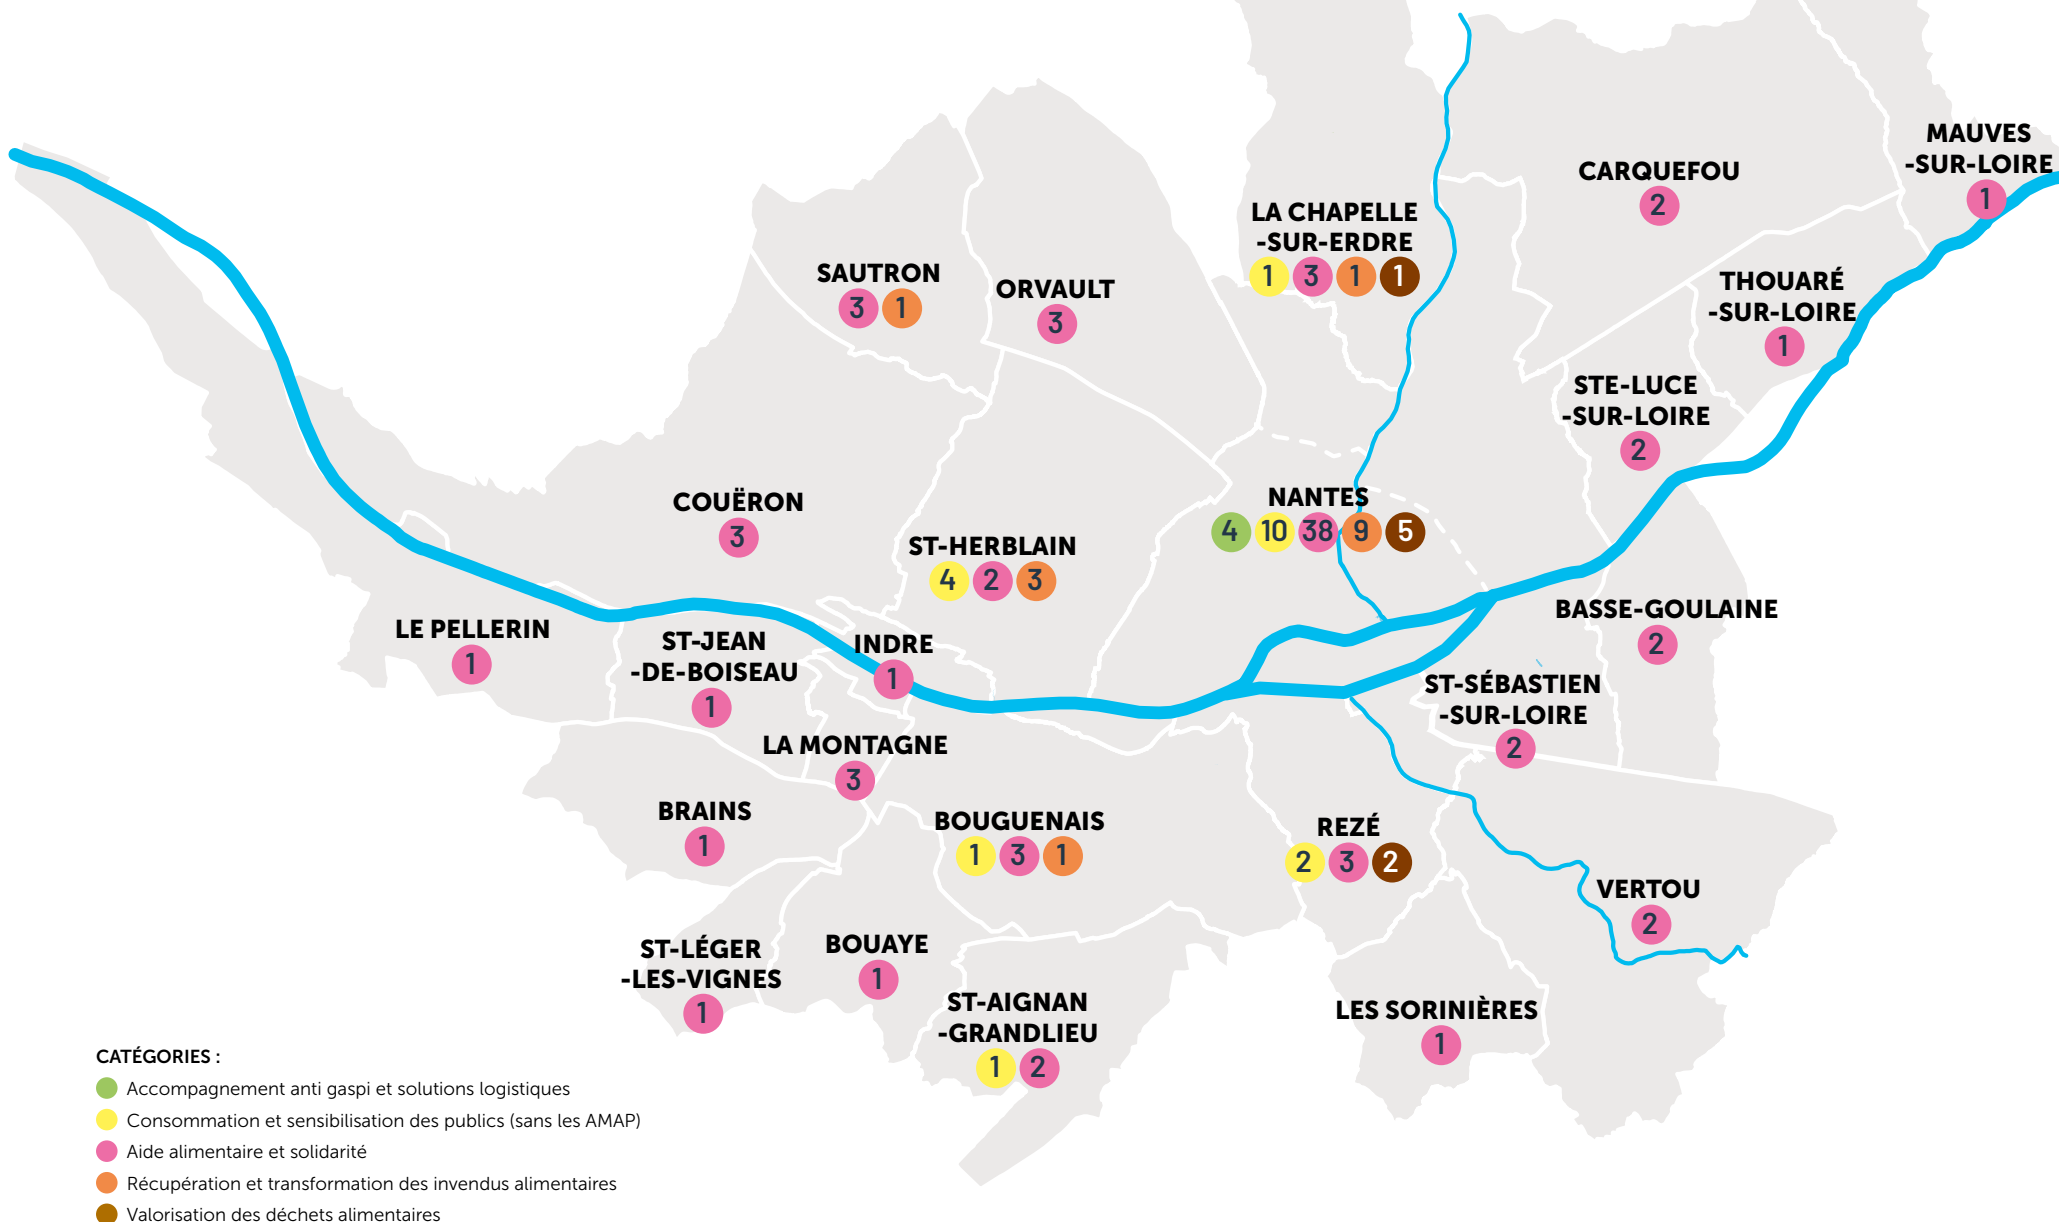 MAUVES
-SUR-LOIRE
1
CARQUEFOU
2
LA CHAPELLE
-SUR-ERDRE
1 3 1 1
SAUTRON
3 1
ORVAULT
3
THOUARÉ
-SUR-LOIRE
1
STE-LUCE
-SUR-LOIRE
2
COUËRON
3
NANTES
4 10 38 9 5
ST-HERBLAIN
4 2 3
BASSE-GOULAINE
2
LE PELLERIN
1
ST-JEAN
-DE-BOISEAU
1
INDRE
1
ST-SÉBASTIEN
-SUR-LOIRE
2
LA MONTAGNE
3
BRAINS
1
BOUGUENAIS
1 3 1
REZÉ
2 3 2
VERTOU
2
ST-LÉGER
-LES-VIGNES
1
BOUAYE
1
ST-AIGNAN
-GRANDLIEU
1 2
LES SORINIÈRES
1
CATÉGORIES :
Accompagnement anti gaspi et solutions logistiques
Consommation et sensibilisation des publics (sans les AMAP)
Aide alimentaire et solidarité
Récupération et transformation des invendus alimentaires
Valorisation des déchets alimentaires